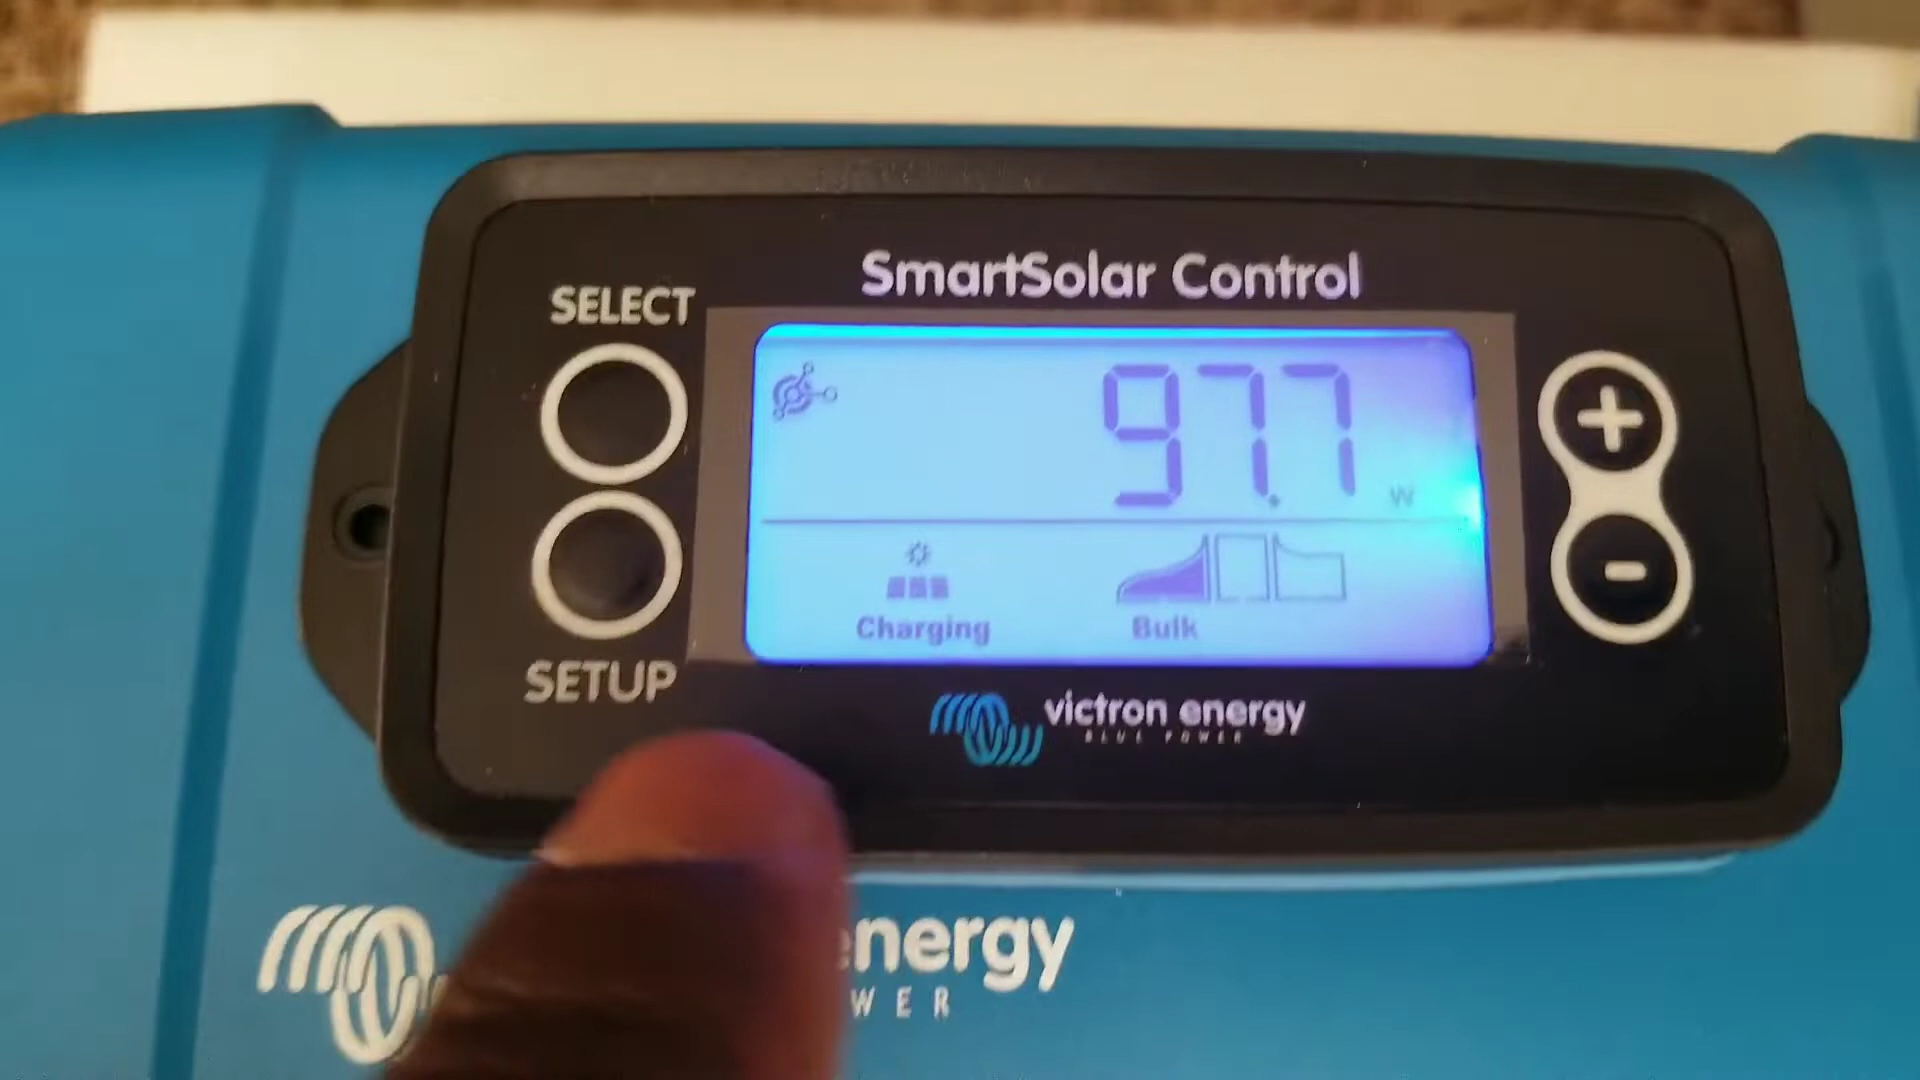 SmartSolar Control
SELECT
97.7
W
Charging
Bulk
+
-
SETUP
victron energy
BLUE POWER
energy
WER